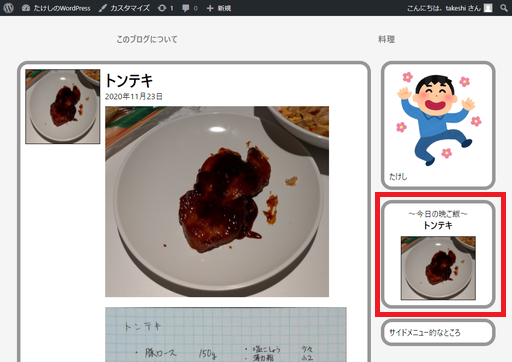 たけしのWordPress カスタマイズ 1 0 新規 こんにちは、takeshi さん
このブログについて 料理
トンテキ
2020年11月23日
トンテキ
・豚ロース 150g
・塩こしょう 少々
・薄力粉
たけし
～今日の晩ご飯～
トンテキ
サイドメニュー的なところ